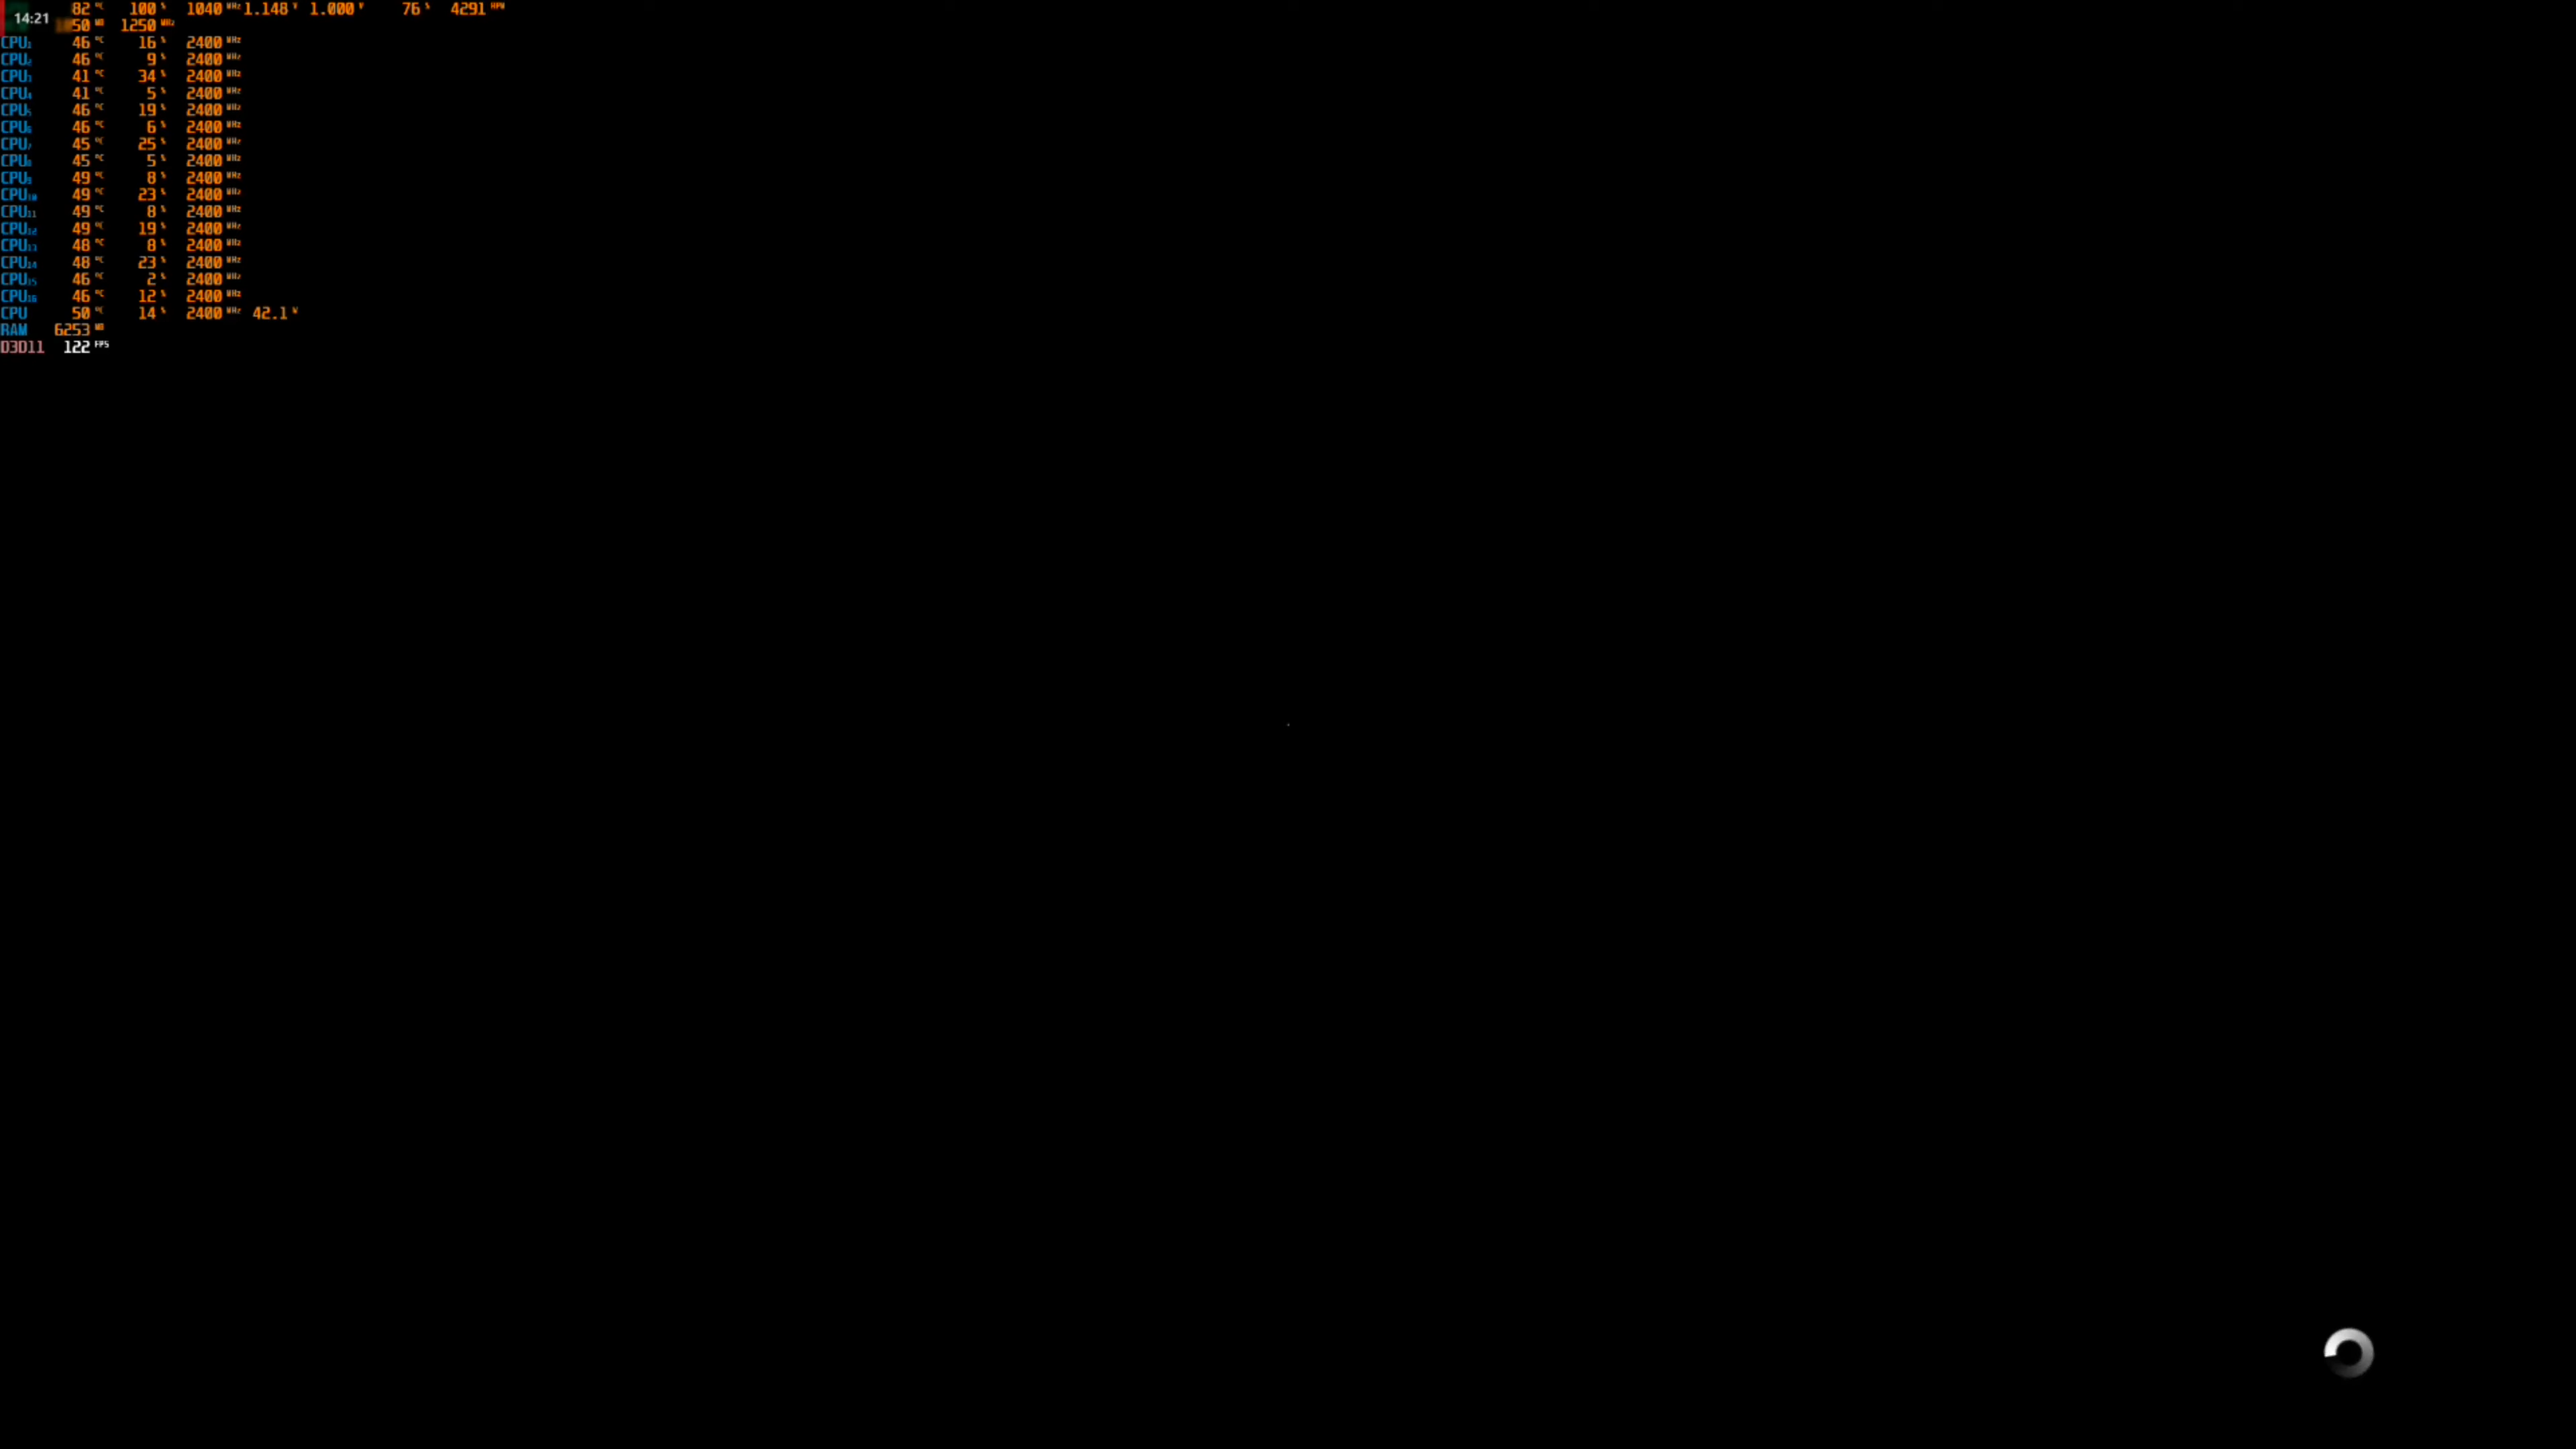 14:21 82 °C 100 % 1040 MHz 1.148 V 1.000 V 76 % 4291 RPM
50 MB 1250 MHz
CPU1 46 °C 16 % 2400 MHz
CPU2 46 °C 9 % 2400 MHz
CPU3 41 °C 34 % 2400 MHz
CPU4 41 °C 5 % 2400 MHz
CPU5 46 °C 19 % 2400 MHz
CPU6 46 °C 6 % 2400 MHz
CPU7 45 °C 25 % 2400 MHz
CPU8 45 °C 5 % 2400 MHz
CPU9 49 °C 8 % 2400 MHz
CPU10 49 °C 23 % 2400 MHz
CPU11 49 °C 8 % 2400 MHz
CPU12 49 °C 19 % 2400 MHz
CPU13 48 °C 8 % 2400 MHz
CPU14 48 °C 23 % 2400 MHz
CPU15 46 °C 2 % 2400 MHz
CPU16 46 °C 12 % 2400 MHz
CPU 50 °C 14 % 2400 MHz 42.1 W
RAM 6253 MB
D3D11 122 FPS